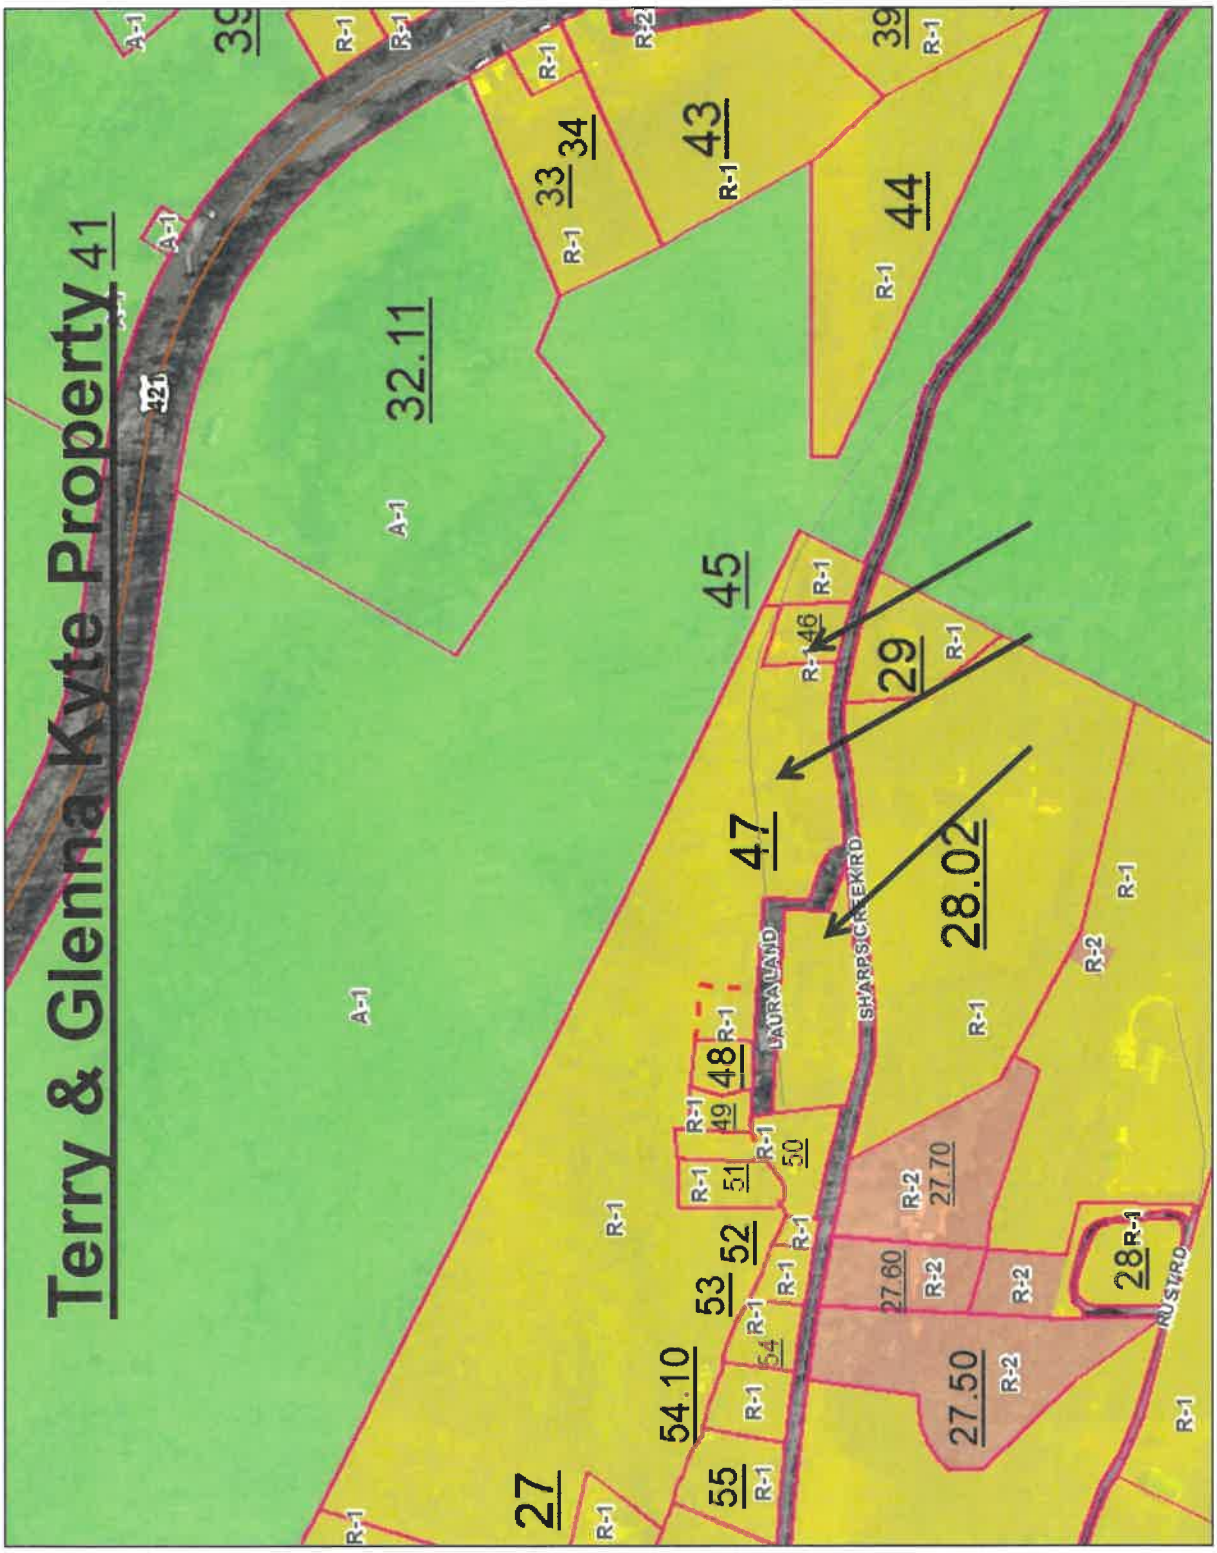 Terry & Glenna Kyte Property 41
A-1
421
A-1
39
R-1
R-1
A-1
R-1
A-1
32.11
27
R-1
33
34
R-1
R-1
R-1
R-2
54.10
53
52
R-1
51
R-1
49
48
R-1
45
43
R-1
55
R-1
R-1
54
R-1
R-1
R-1
R-1
50
LAURA LAND
47
R-1
46
R-1
SHARPS CREEK RD
R-1
44
39
R-1
29
R-1
27.60
R-2
R-2
27.70
28.02
R-1
27.50
R-2
R-2
R-2
R-1
28
R-1
RUST RD
R-1